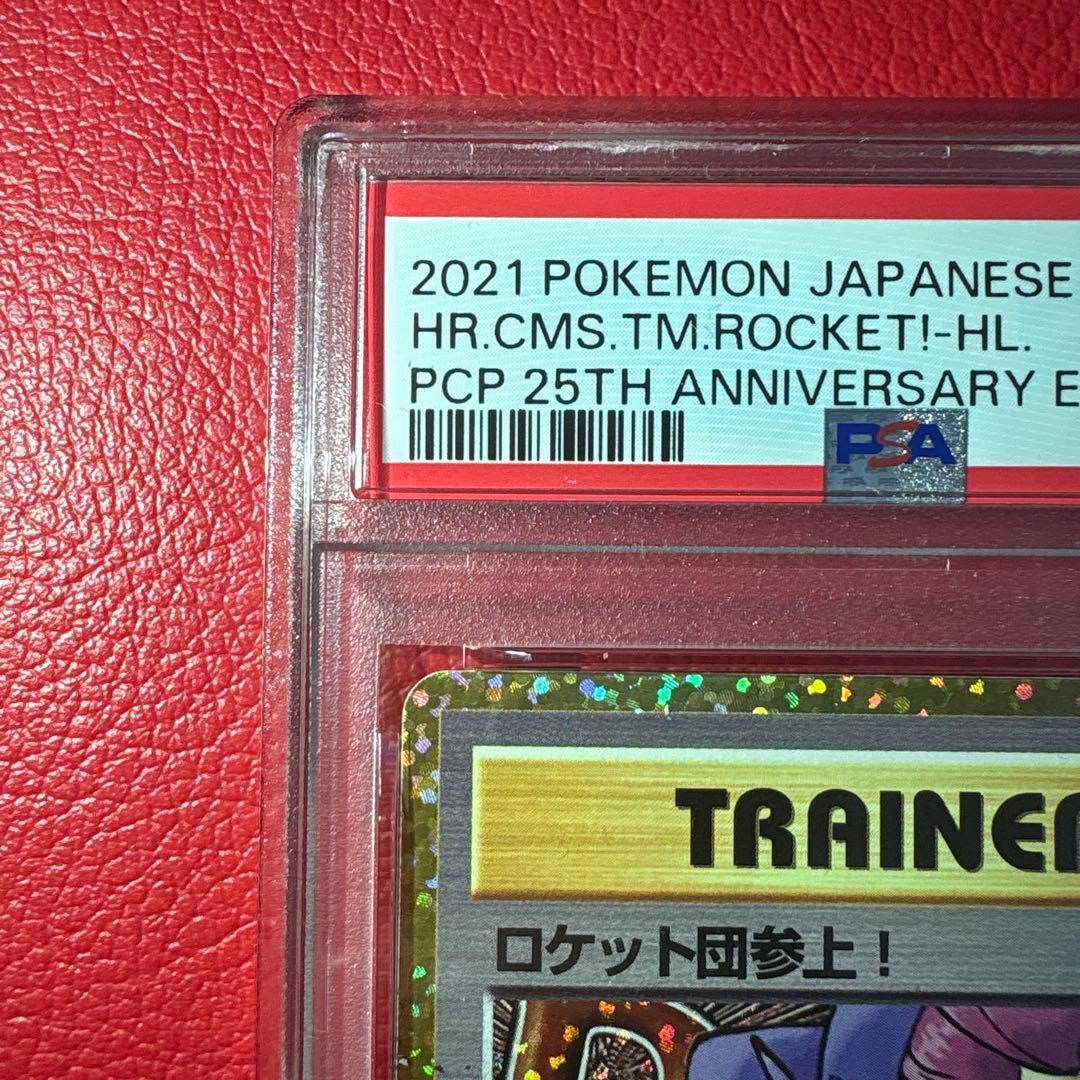 2021 POKEMON JAPANESE
HR.CMS.TM.ROCKET!-HL.
PCP 25TH ANNIVERSARY E
PSA
TRAINER
ロケット団参上!